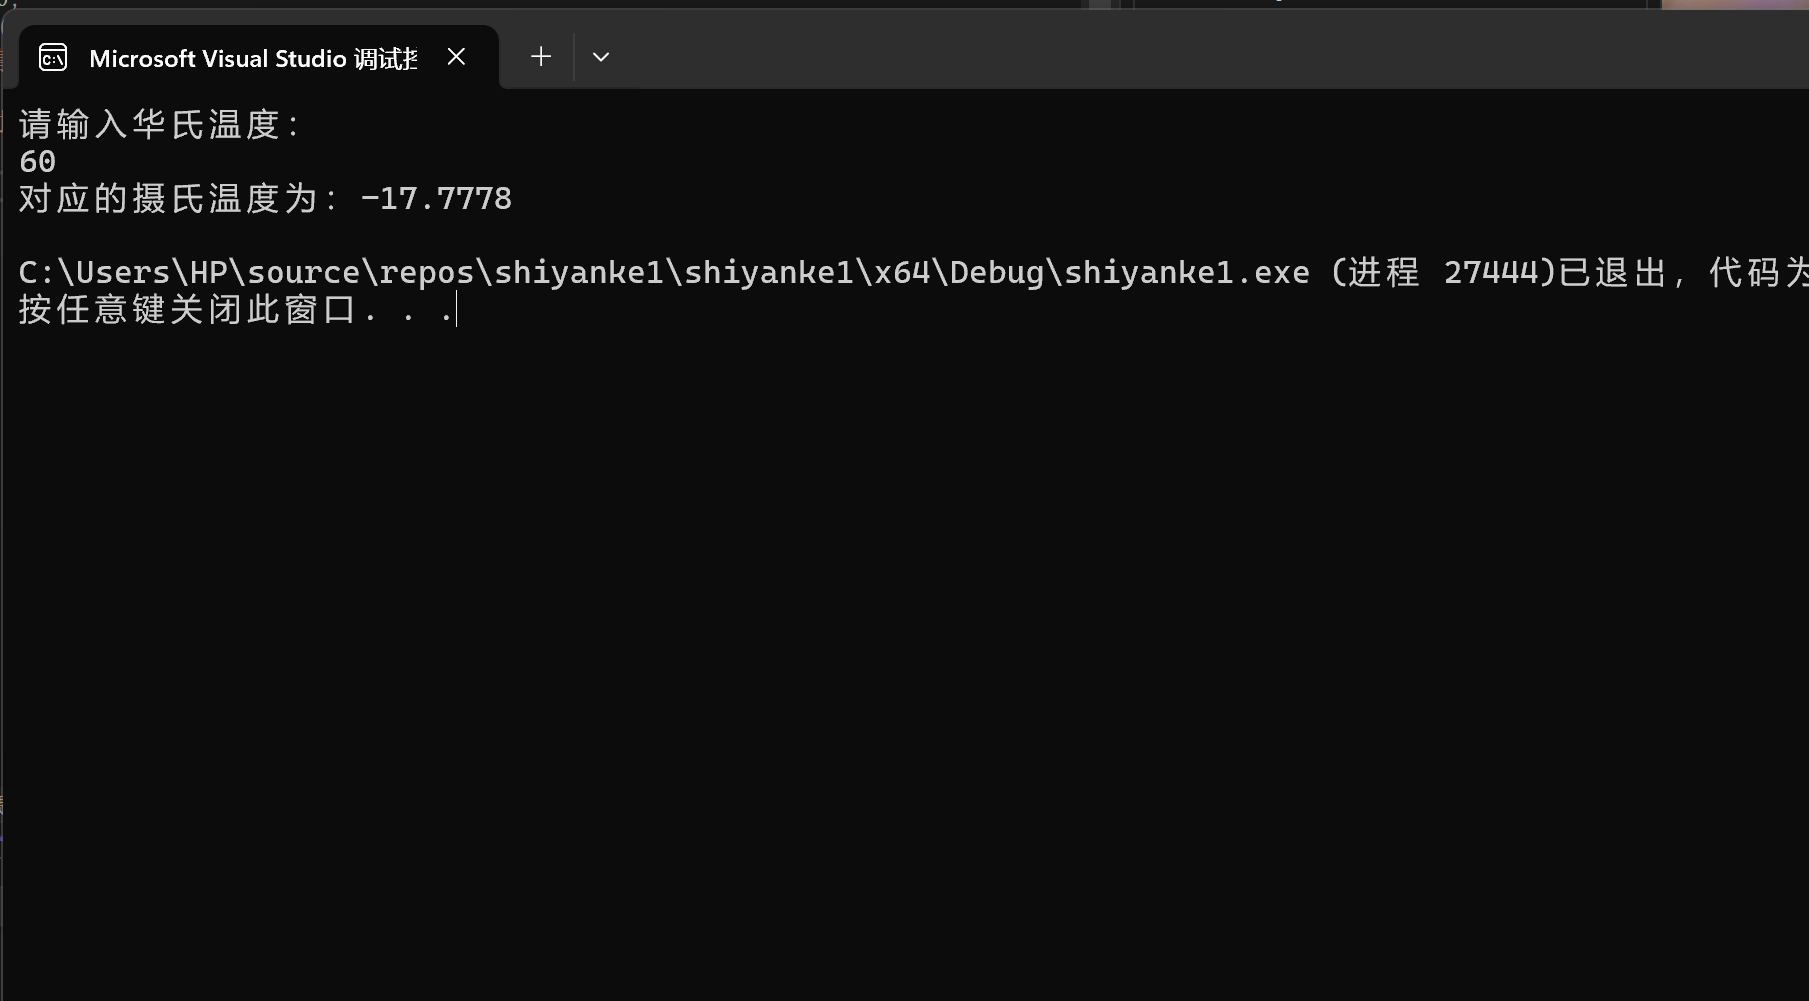 Microsoft Visual Studio 调试
请输入华氏温度:
60
对应的摄氏温度为: -17.7778
C:\Users\HP\source\repos\shiyanke1\shiyanke1\x64\Debug\shiyanke1.exe (进程 27444)已退出, 代码为
按任意键关闭此窗口. . .